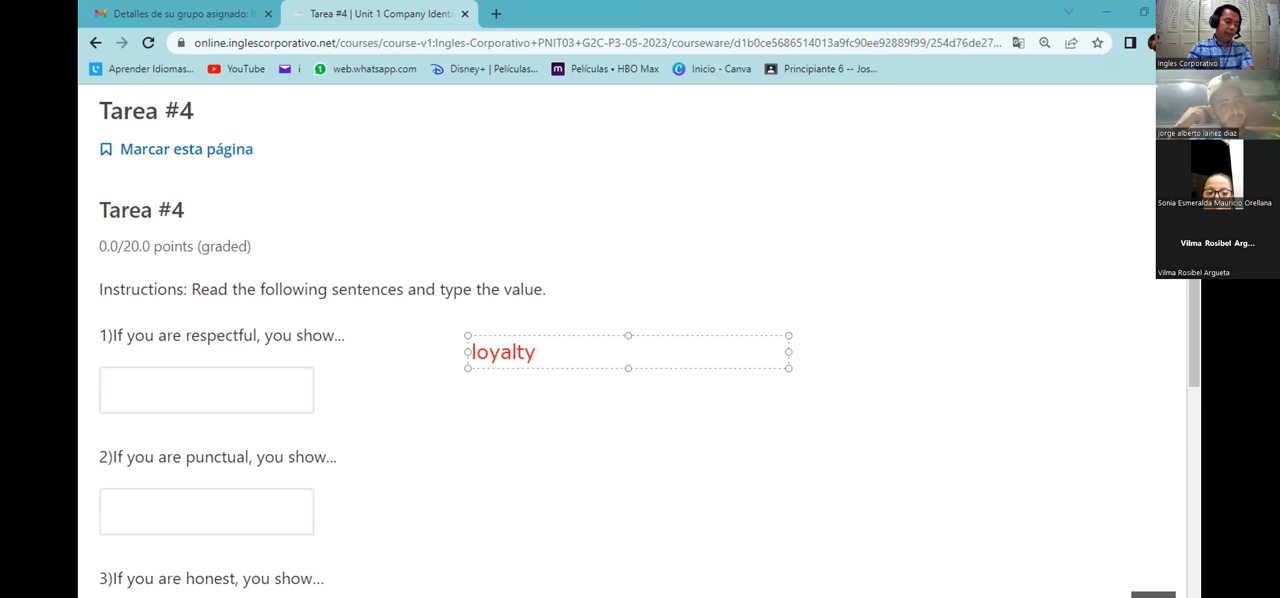 Detalles de su grupo asignado: I
Tarea #4 | Unit 1 Company Identi
online.inglescorporativo.net/courses/course-v1:Ingles-Corporativo+PNIT03+G2C-P3-05-2023/courseware/d1b0ce5686514013a9fc90ee92889f99/254d76de27...
Aprender Idiomas...
YouTube
i
web.whatsapp.com
Disney+ | Películas...
Películas • HBO Max
Inicio - Canva
Principiante 6 -- Jos...
Ingles Corporativo
jorge alberto lainez diaz
Sonia Esmeralda Mauricio Orellana
Vilma Rosibel Arg...
Vilma Rosibel Argueta
Tarea #4
Marcar esta página
Tarea #4
0.0/20.0 points (graded)
Instructions: Read the following sentences and type the value.
1)If you are respectful, you show...
loyalty
2)If you are punctual, you show...
3)If you are honest, you show...